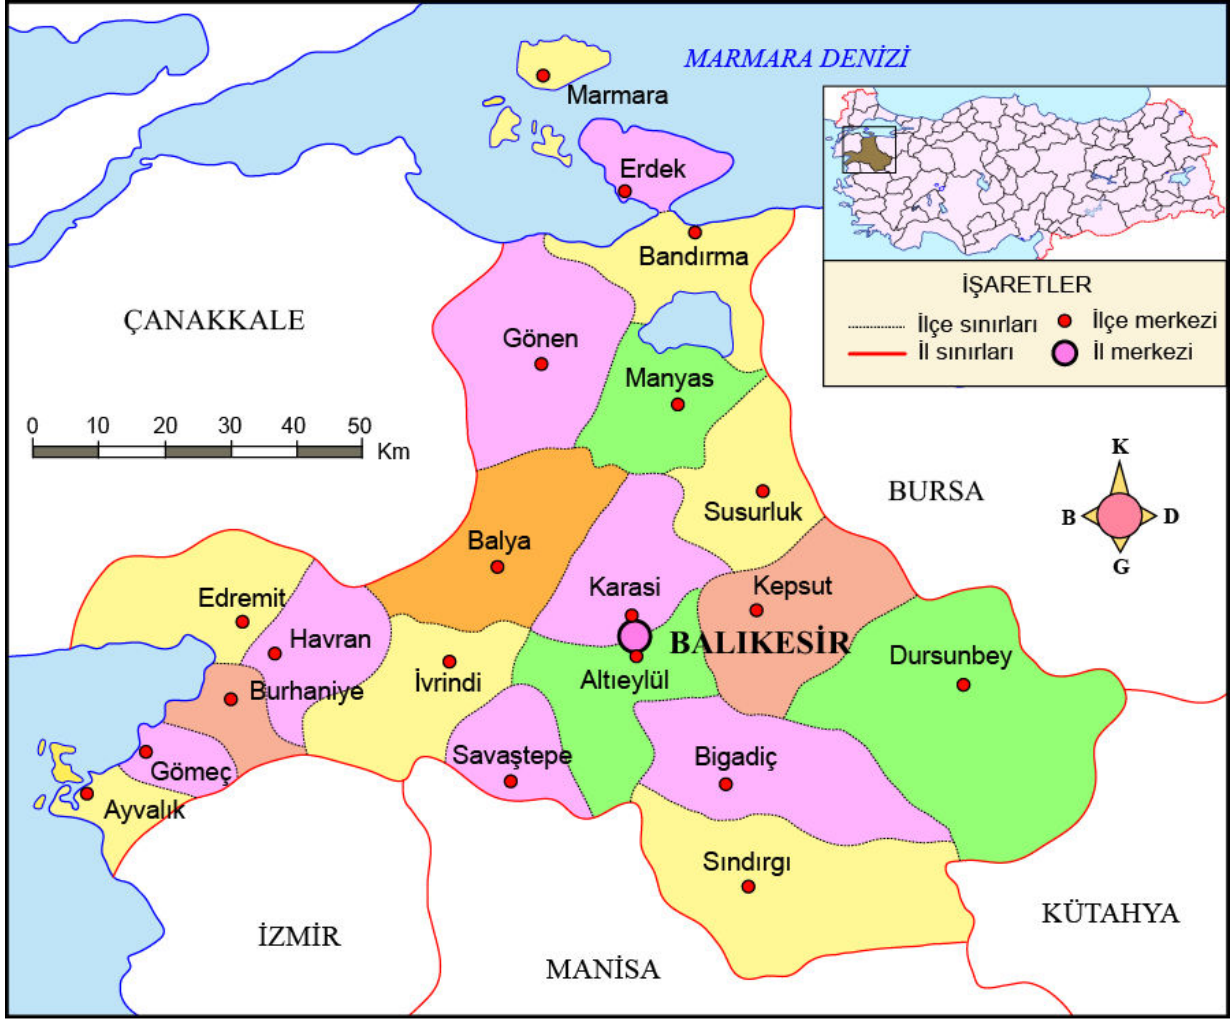 MARMARA DENİZİ
Marmara
Erdek
Bandırma
İŞARETLER
İlçe sınırları
İlçe merkezi
İl sınırları
İl merkezi
ÇANAKKALE
Gönen
Manyas
0 10 20 30 40 50
Km
K
B D
G
BURSA
Susurluk
Balya
Karasi
Kepsut
Edremit
Havran
BALIKESİR
Dursunbey
Burhaniye
İvrindi
Altıeylül
Savaştepe
Bigadiç
Gömeç
Ayvalık
Sındırgı
KÜTAHYA
İZMİR
MANİSA